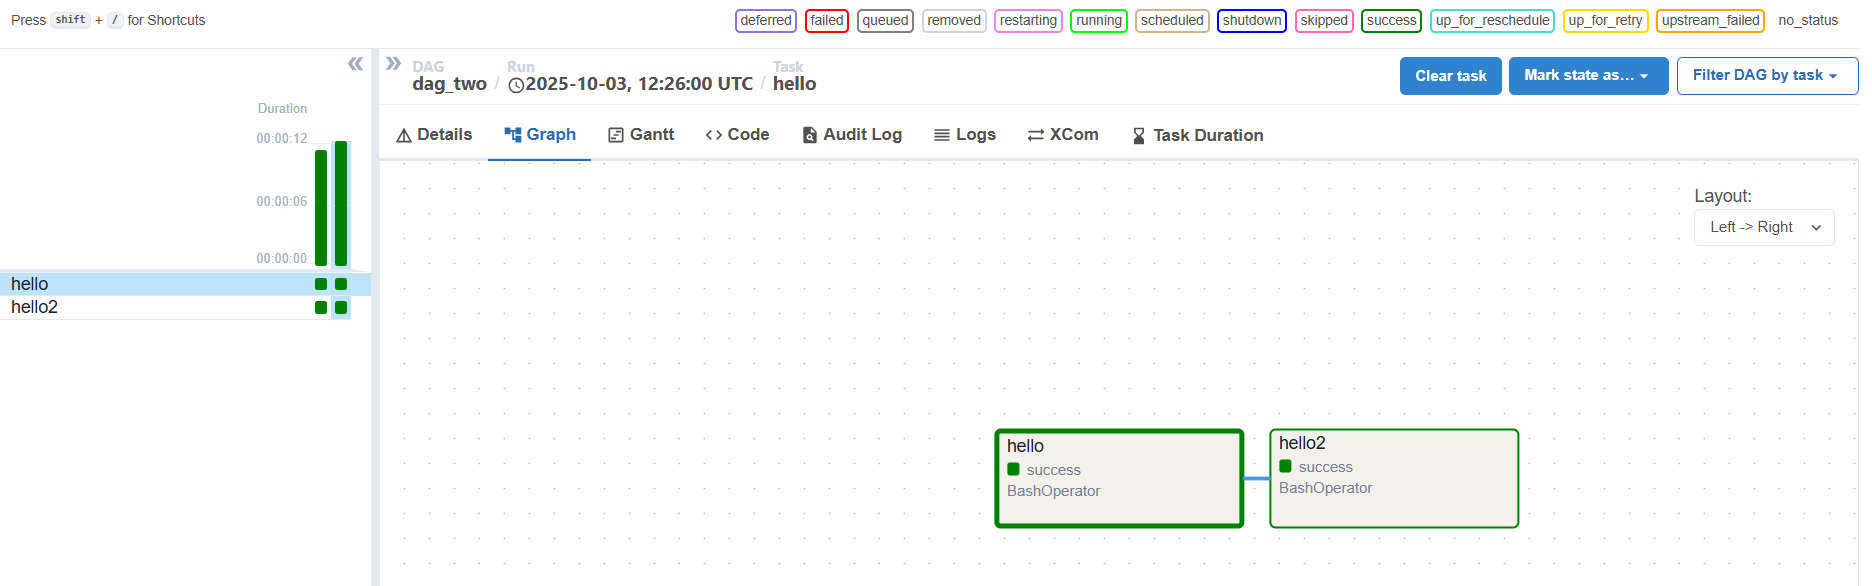 Press shift + / for Shortcuts
deferred failed queued removed restarting running scheduled shutdown skipped success up_for_reschedule up_for_retry upstream_failed no_status
DAG
dag_two
/
Run
2025-10-03, 12:26:00 UTC
/
Task
hello
Clear task
Mark state as...
Filter DAG by task
Duration
00:00:12
00:00:06
00:00:00
hello
hello2
Details
Graph
Gantt
Code
Audit Log
Logs
XCom
Task Duration
Layout:
Left -> Right
hello
success
BashOperator
hello2
success
BashOperator